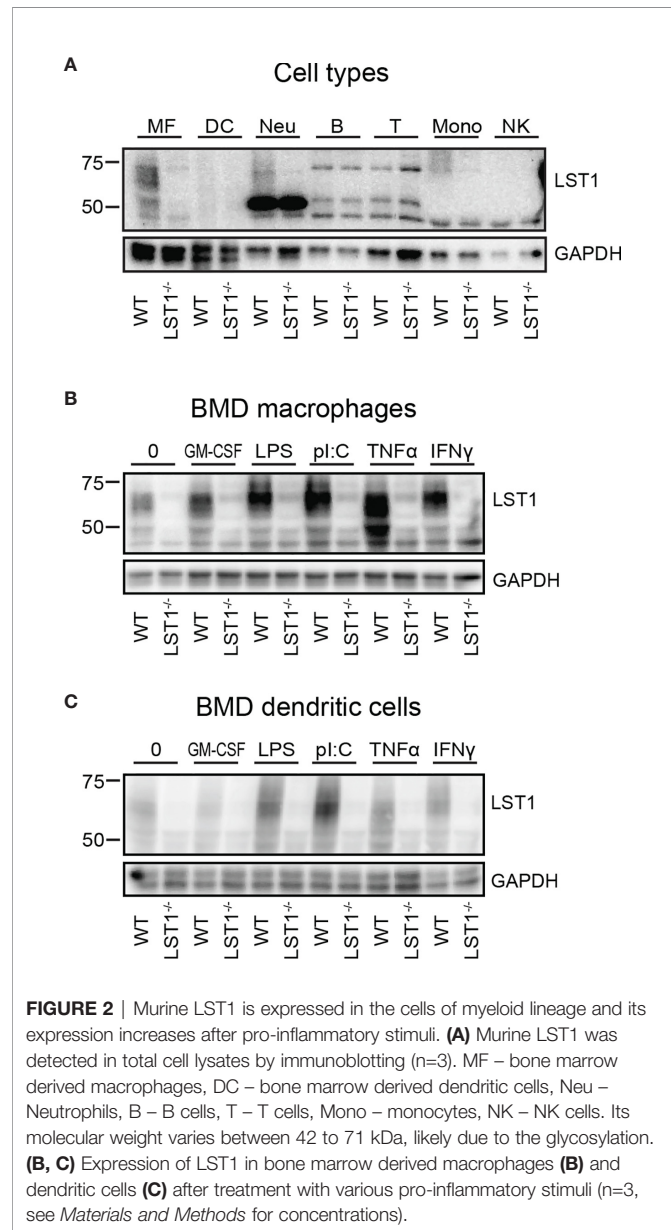 A
Cell types
MF DC Neu B T Mono NK
75
LST1
50
GAPDH
WT LST1-/- WT LST1-/- WT LST1-/- WT LST1-/- WT LST1-/- WT LST1-/- WT LST1-/-
B
BMD macrophages
0 GM-CSF LPS pI:C TNFα IFNγ
75
LST1
50
GAPDH
WT LST1-/- WT LST1-/- WT LST1-/- WT LST1-/- WT LST1-/- WT LST1-/-
C
BMD dendritic cells
0 GM-CSF LPS pI:C TNFα IFNγ
75
LST1
50
GAPDH
WT LST1-/- WT LST1-/- WT LST1-/- WT LST1-/- WT LST1-/- WT LST1-/-
FIGURE 2 | Murine LST1 is expressed in the cells of myeloid lineage and its
expression increases after pro-inflammatory stimuli. (A) Murine LST1 was
detected in total cell lysates by immunoblotting (n=3). MF – bone marrow
derived macrophages, DC – bone marrow derived dendritic cells, Neu –
Neutrophils, B – B cells, T – T cells, Mono – monocytes, NK – NK cells. Its
molecular weight varies between 42 to 71 kDa, likely due to the glycosylation.
(B, C) Expression of LST1 in bone marrow derived macrophages (B) and
dendritic cells (C) after treatment with various pro-inflammatory stimuli (n=3,
see Materials and Methods for concentrations).